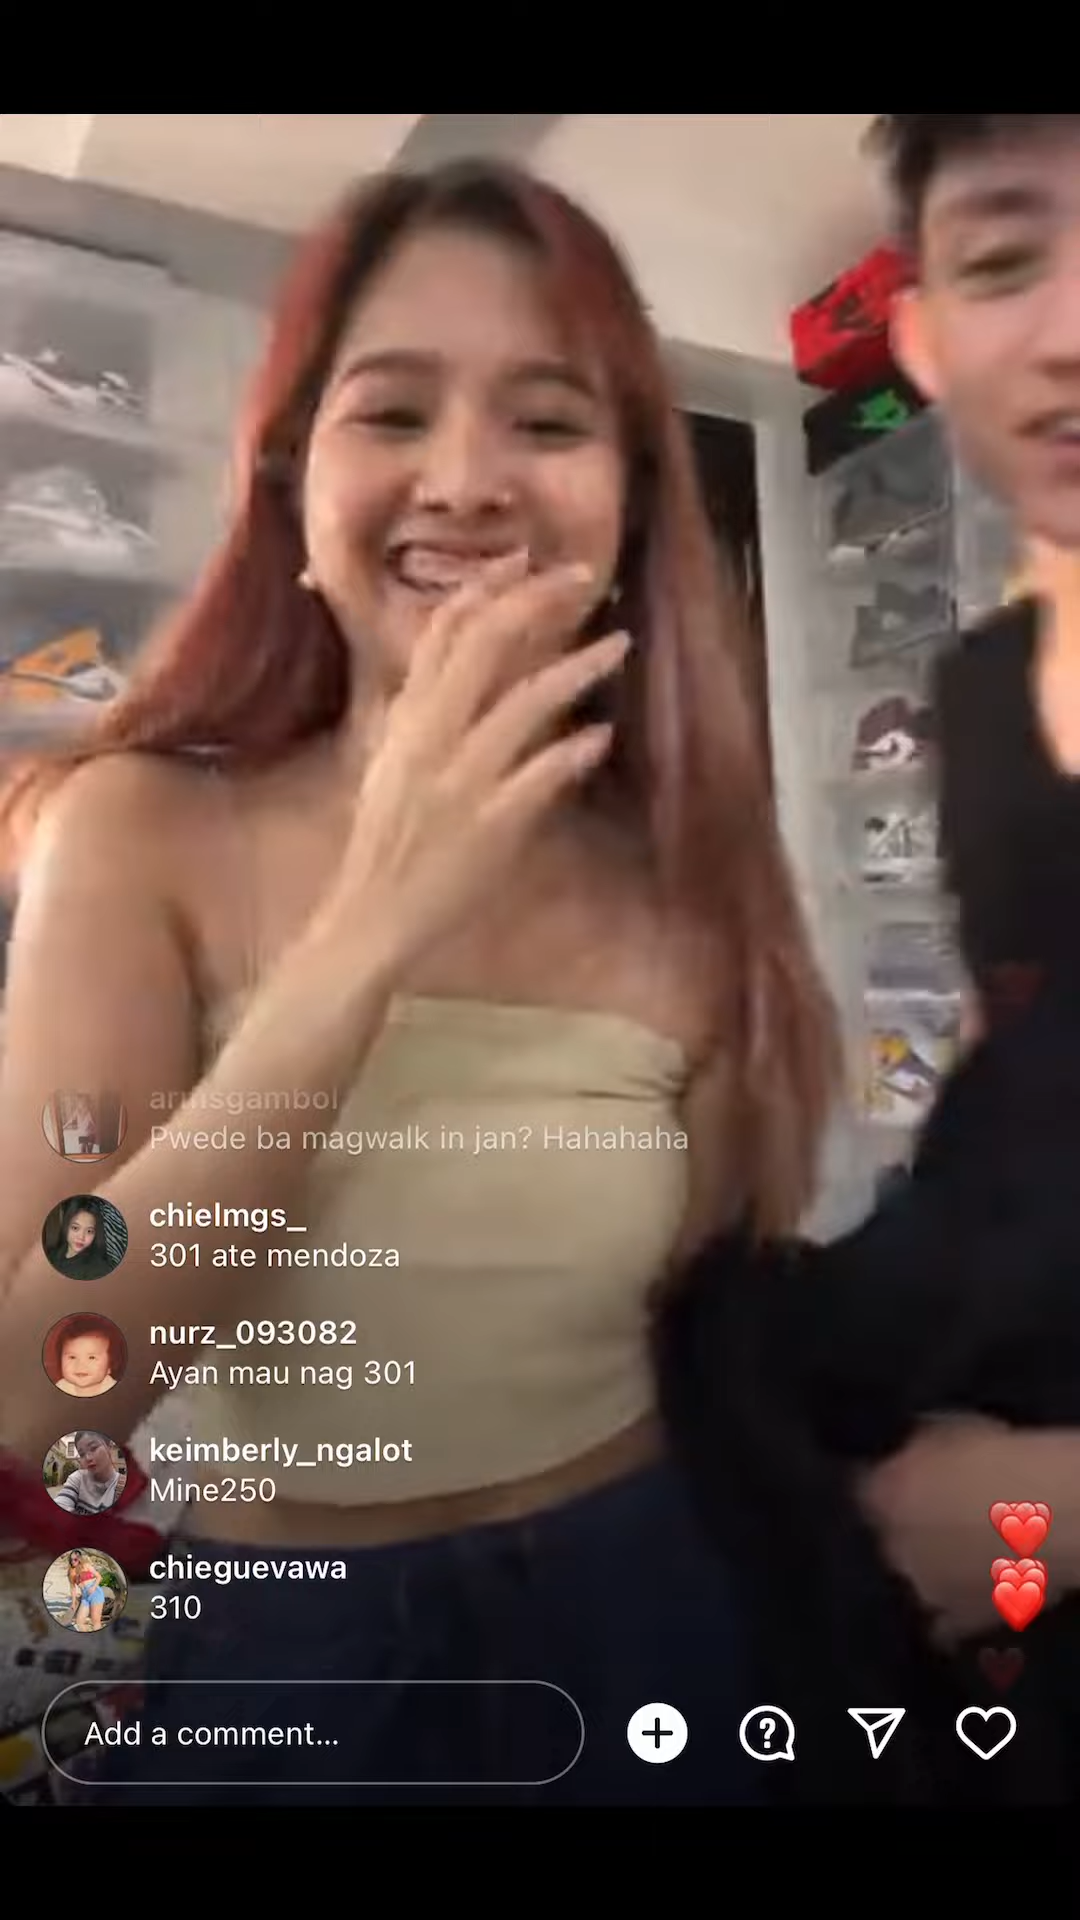 armsgambol
Pwede ba magwalk in jan? Hahahaha
chielmgs_
301 ate mendoza
nurz_093082
Ayan mau nag 301
keimberly_ngalot
Mine250
chieguevawa
310
Add a comment...